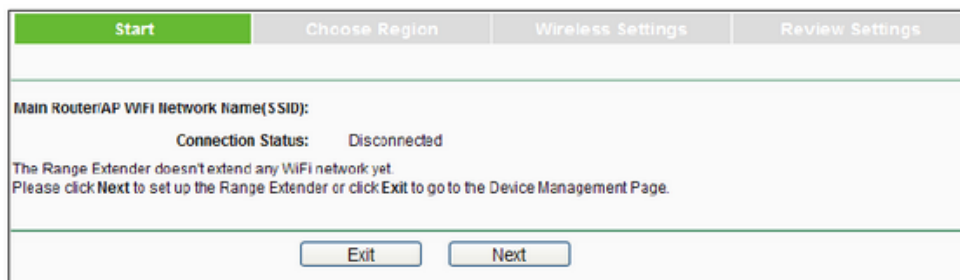 Start Choose Region Wireless Settings Review Settings
Main Router/AP WiFi Network Name(SSID):
Connection Status: Disconnected
The Range Extender doesn't extend any WiFi network yet.
Please click Next to set up the Range Extender or click Exit to go to the Device Management Page.
Exit Next